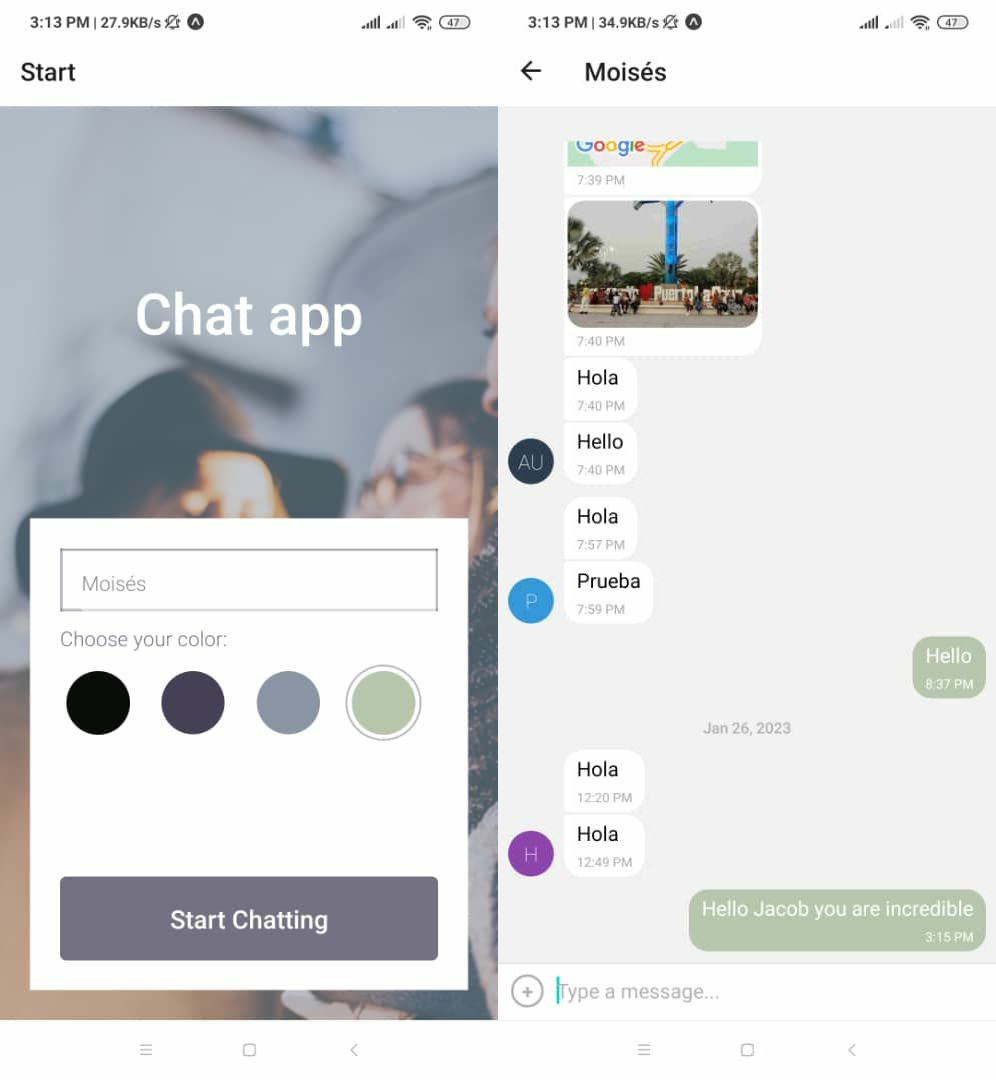 3:13 PM | 27.9KB/s
47
Start
Chat app
Moisés
Choose your color:
Start Chatting
3:13 PM | 34.9KB/s
47
Moisés
Google
7:39 PM
7:40 PM
Hola
7:40 PM
Hello
7:40 PM
AU
Hola
7:57 PM
Prueba
7:59 PM
P
Hello
8:37 PM
Jan 26, 2023
Hola
12:20 PM
Hola
12:49 PM
H
Hello Jacob you are incredible
3:15 PM
Type a message...